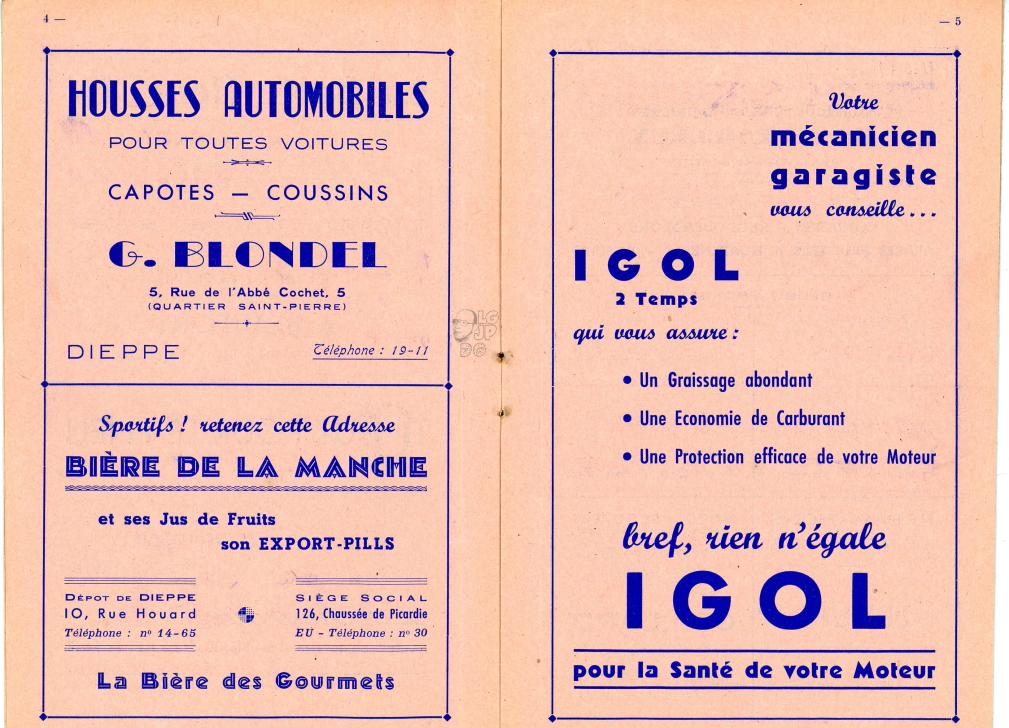 4 —
HOUSSES AUTOMOBILES
POUR TOUTES VOITURES
CAPOTES — COUSSINS
G. BLONDEL
5, Rue de l'Abbé Cochet, 5
(QUARTIER SAINT-PIERRE)
DIEPPE
Téléphone : 19-11
Sportifs ! retenez cette Adresse
BIÈRE DE LA MANCHE
et ses Jus de Fruits
son EXPORT-PILLS
DÉPOT DE DIEPPE
10, Rue Houard
Téléphone : nº 14-65
SIÈGE SOCIAL
126, Chaussée de Picardie
EU - Téléphone : nº 30
La Bière des Gourmets
LG
JP
DG
— 5
Votre
mécanicien
garagiste
vous conseille...
IGOL
2 Temps
qui vous assure :
• Un Graissage abondant
• Une Economie de Carburant
• Une Protection efficace de votre Moteur
bref, rien n'égale
IGOL
pour la Santé de votre Moteur